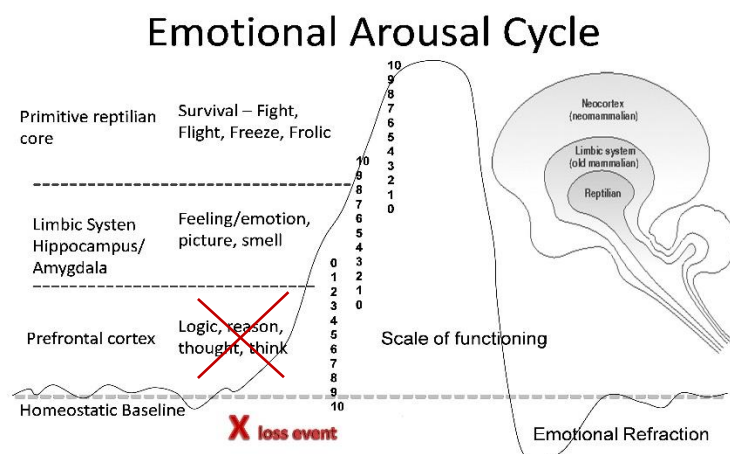 Emotional Arousal Cycle
Primitive reptilian
core
Survival – Fight,
Flight, Freeze, Frolic
Limbic Systen
Hippocampus/
Amygdala
Feeling/emotion,
picture, smell
Prefrontal cortex
Logic, reason,
thought, think
Homeostatic Baseline
X loss event
0
1
2
3
4
5
6
7
8
9
10
10
9
8
7
6
5
4
3
2
1
0
10
9
8
7
6
5
4
3
2
1
0
Scale of functioning
Neocortex
(neomammalian)
Limbic system
(old mammalian)
Reptilian
Emotional Refraction